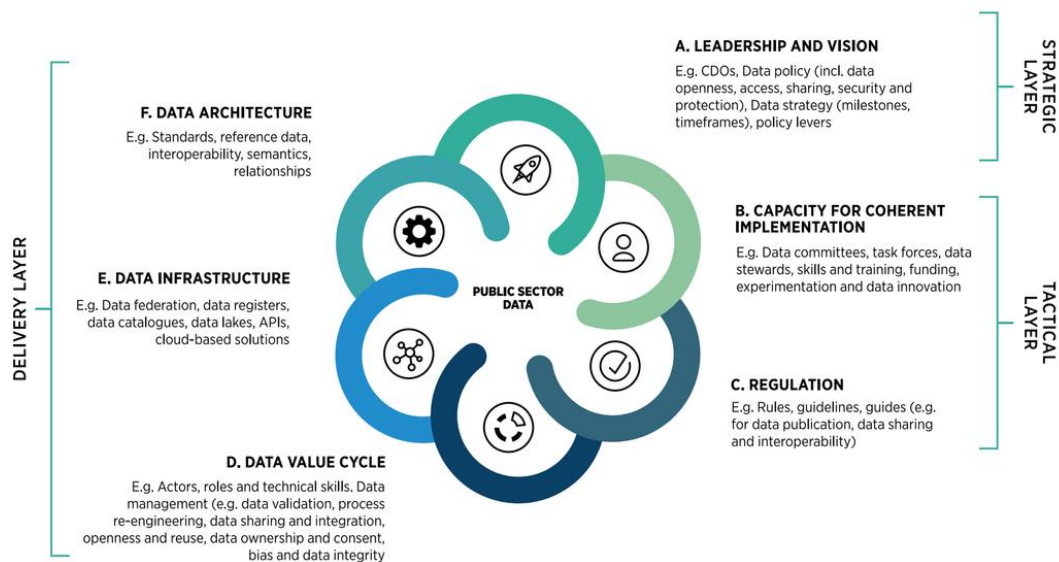 A. LEADERSHIP AND VISION
E.g. CDOs, Data policy (incl. data
openness, access, sharing, security and
protection), Data strategy (milestones,
timeframes), policy levers
STRATEGIC
LAYER
B. CAPACITY FOR COHERENT
IMPLEMENTATION
E.g. Data committees, task forces, data
stewards, skills and training, funding,
experimentation and data innovation
C. REGULATION
E.g. Rules, guidelines, guides (e.g.
for data publication, data sharing
and interoperability)
TACTICAL
LAYER
D. DATA VALUE CYCLE
E.g. Actors, roles and technical skills. Data
management (e.g. data validation, process
re-engineering, data sharing and integration,
openness and reuse, data ownership and consent,
bias and data integrity
E. DATA INFRASTRUCTURE
E.g. Data federation, data registers,
data catalogues, data lakes, APIs,
cloud-based solutions
F. DATA ARCHITECTURE
E.g. Standards, reference data,
interoperability, semantics,
relationships
DELIVERY LAYER
PUBLIC SECTOR
DATA